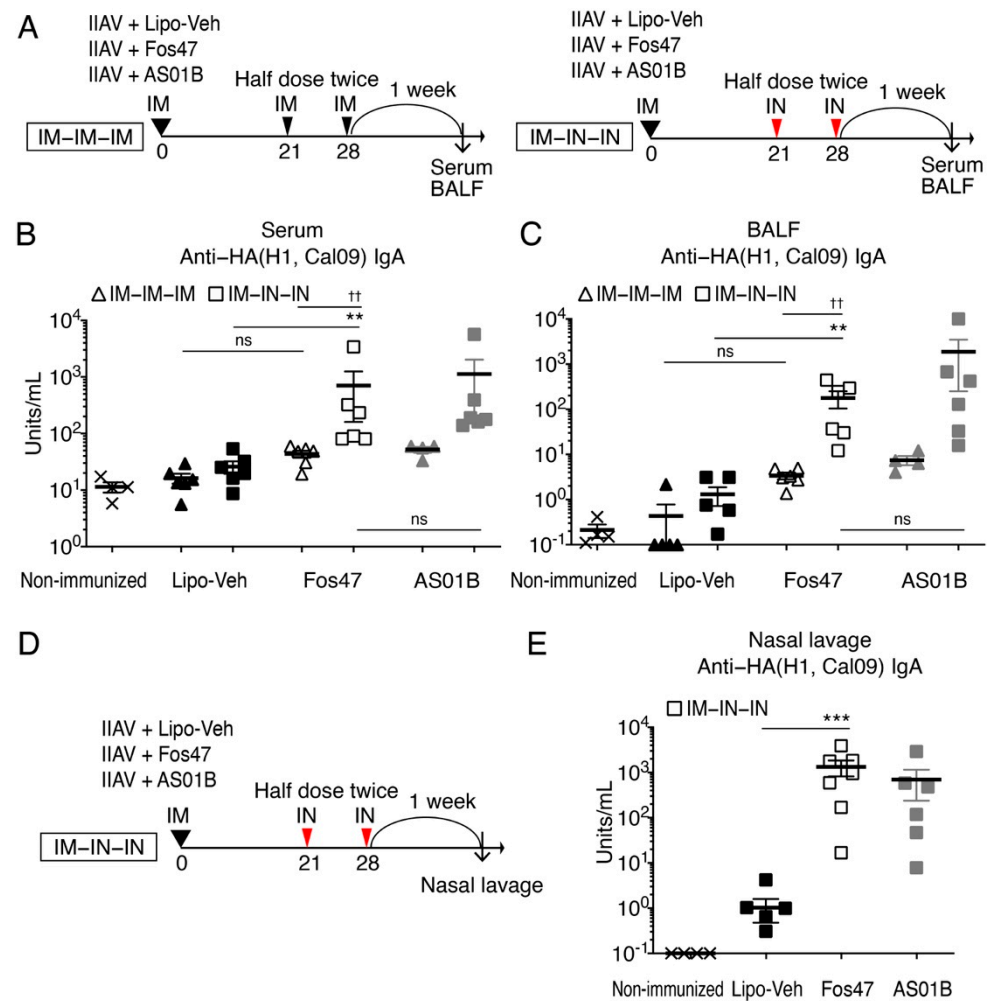 A
IIAV + Lipo-Veh
IIAV + Fos47
IIAV + AS01B
Half dose twice
1 week
IM
IM
IM
IM–IM–IM
0
21
28
Serum
BALF
IIAV + Lipo-Veh
IIAV + Fos47
IIAV + AS01B
Half dose twice
1 week
IM
IN
IN
IM–IN–IN
0
21
28
Serum
BALF
B
Serum
Anti–HA(H1, Cal09) IgA
IM–IM–IM
IM–IN–IN
††
**
ns
ns
Units/mL
10⁴
10³
10²
10¹
10⁰
Non-immunized
Lipo-Veh
Fos47
AS01B
C
BALF
Anti–HA(H1, Cal09) IgA
IM–IM–IM
IM–IN–IN
††
**
ns
ns
10⁴
10³
10²
10¹
10⁰
10⁻¹
Non-immunized
Lipo-Veh
Fos47
AS01B
D
IIAV + Lipo-Veh
IIAV + Fos47
IIAV + AS01B
Half dose twice
1 week
IM
IN
IN
IM–IN–IN
0
21
28
Nasal lavage
E
Nasal lavage
Anti–HA(H1, Cal09) IgA
IM–IN–IN
***
Units/mL
10⁴
10³
10²
10¹
10⁰
10⁻¹
Non-immunized
Lipo-Veh
Fos47
AS01B